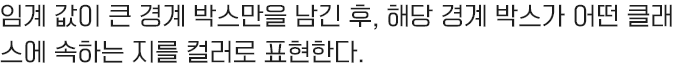 임계 값이 큰 경계 박스만을 남긴 후, 해당 경계 박스가 어떤 클래
스에 속하는 지를 컬러로 표현한다.